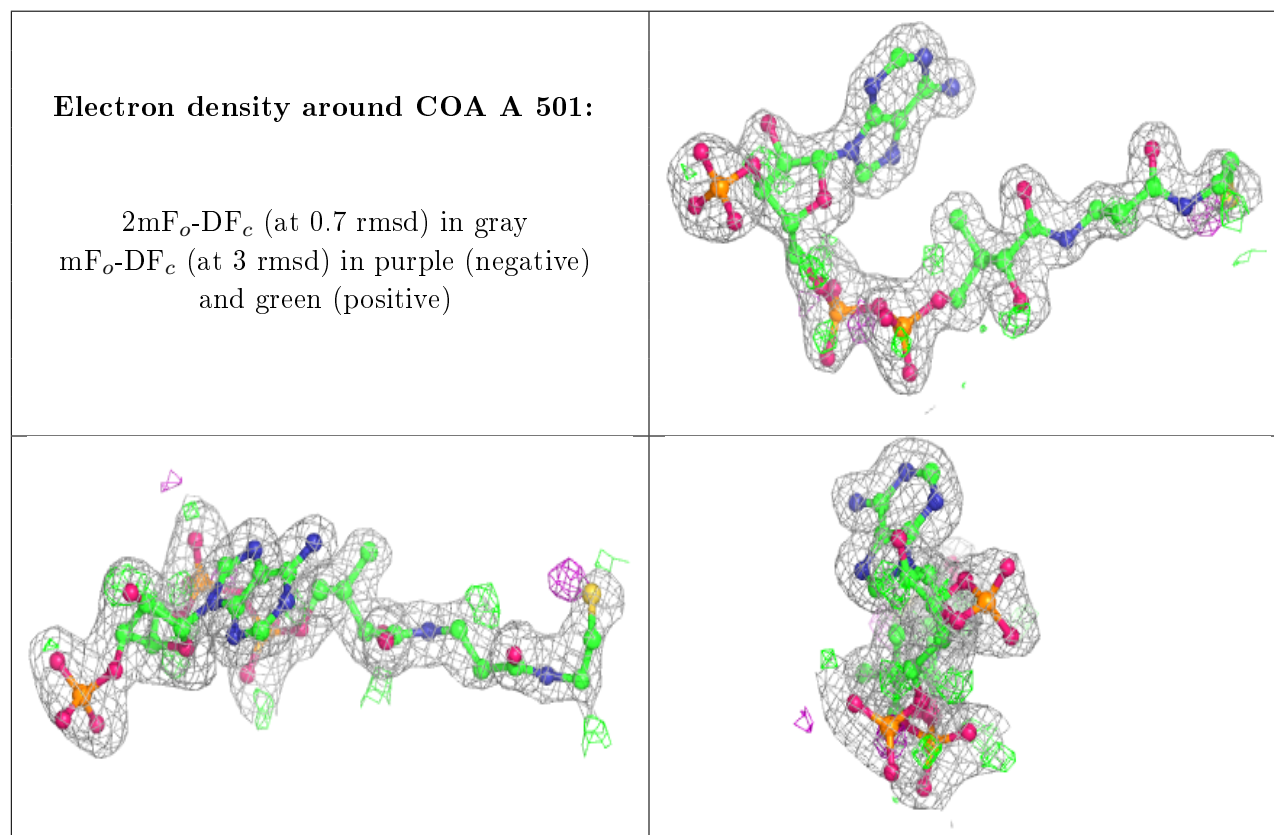 Electron density around COA A 501:
2mFₒ-DF𝒸 (at 0.7 rmsd) in gray
mFₒ-DF𝒸 (at 3 rmsd) in purple (negative)
and green (positive)